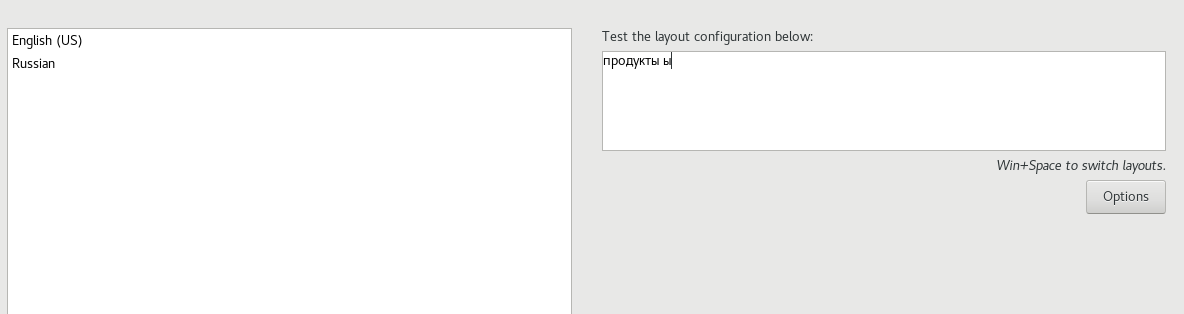 English (US)
Russian
Test the layout configuration below:
продукты ы
Win+Space to switch layouts.
Options